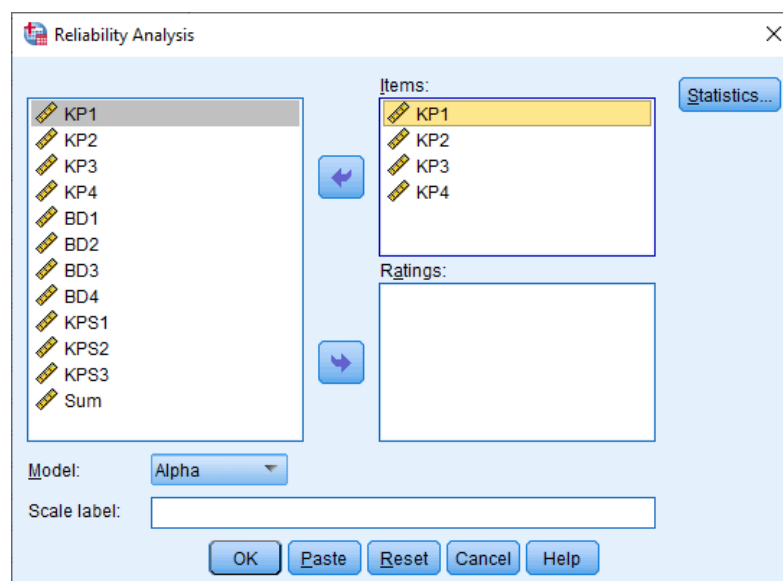 Reliability Analysis
KP1
KP2
KP3
KP4
BD1
BD2
BD3
BD4
KPS1
KPS2
KPS3
Sum
Items:
KP1
KP2
KP3
KP4
Ratings:
Statistics...
Model:
Alpha
Scale label:
OK Paste Reset Cancel Help